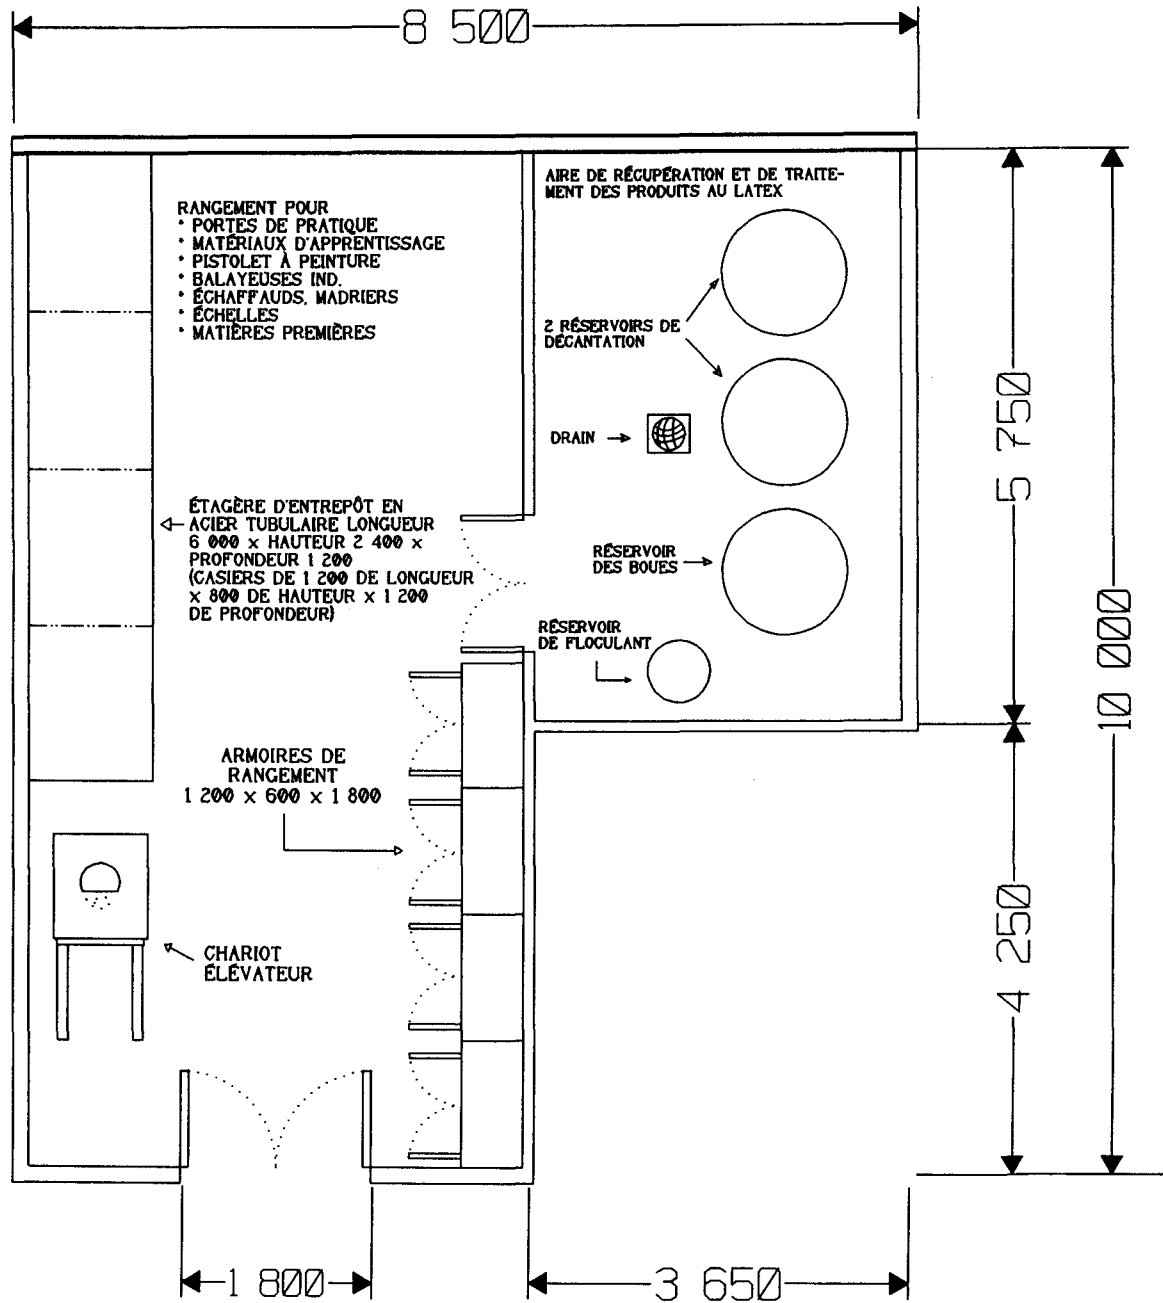 8 500
AIRE DE RÉCUPÉRATION ET DE TRAITE-
MENT DES PRODUITS AU LATEX
RANGEMENT POUR
* PORTES DE PRATIQUE
* MATÉRIAUX D'APPRENTISSAGE
* PISTOLET À PEINTURE
* BALAYEUSES IND.
* ÉCHAFFAUDS, MADRIERS
* ÉCHELLES
* MATIÈRES PREMIÈRES
2 RÉSERVOIRS DE
DÉCANTATION
DRAIN
5 750
ÉTAGÈRE D'ENTREPÔT EN
ACIER TUBULAIRE LONGUEUR
6 000 x HAUTEUR 2 400 x
PROFONDEUR 1 200
(CASIERS DE 1 200 DE LONGUEUR
x 800 DE HAUTEUR x 1 200
DE PROFONDEUR)
RÉSERVOIR
DES BOUES
RÉSERVOIR
DE FLOCULANT
10 000
ARMOIRES DE
RANGEMENT
1 200 x 600 x 1 800
4 250
CHARIOT
ÉLÉVATEUR
1 800
3 650